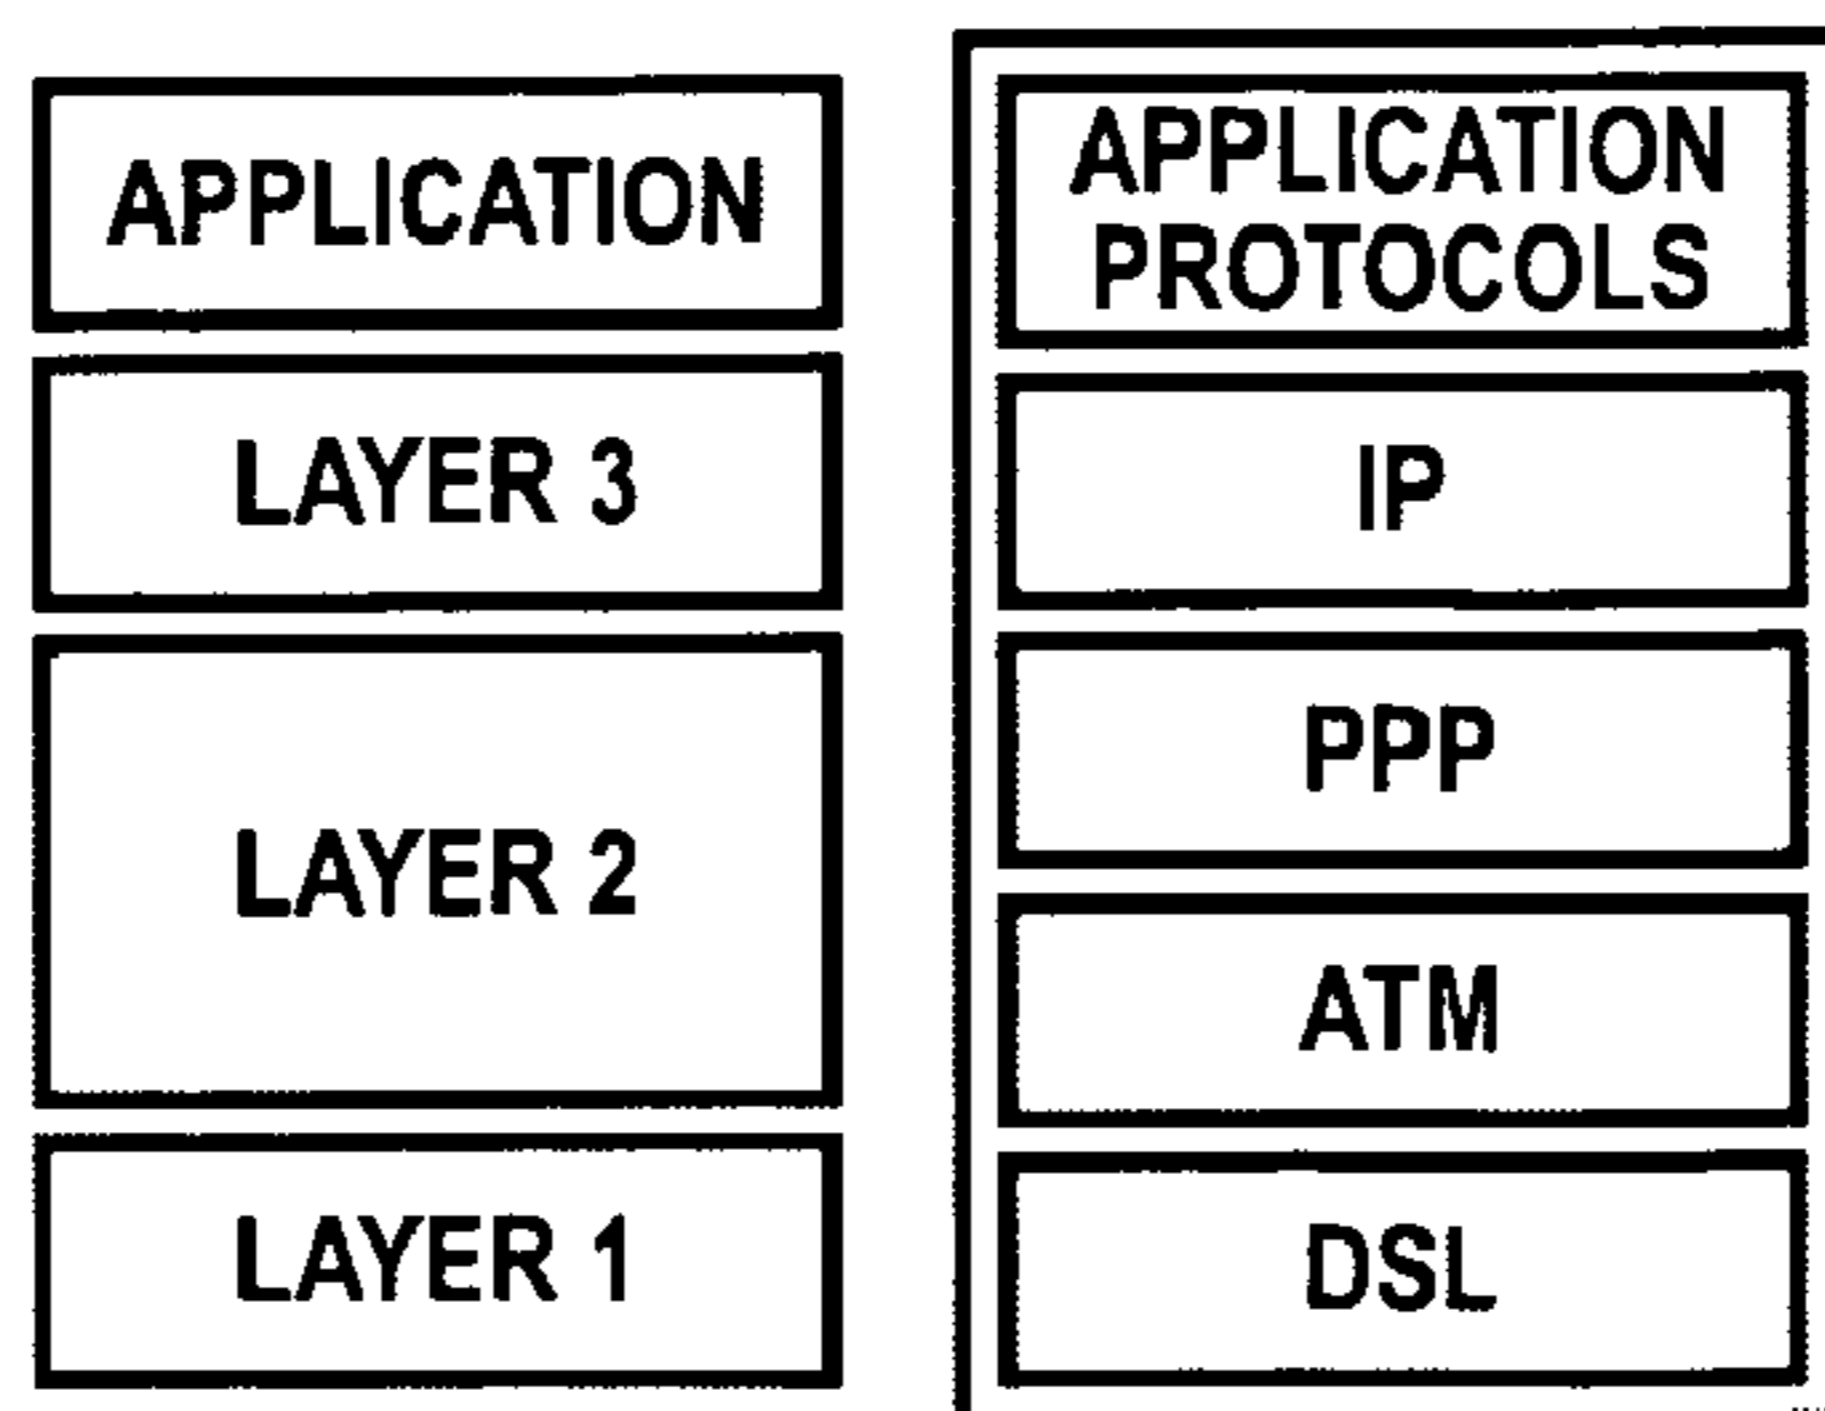 APPLICATION
LAYER 3
LAYER 2
LAYER 1
APPLICATION
PROTOCOLS
IP
PPP
ATM
DSL